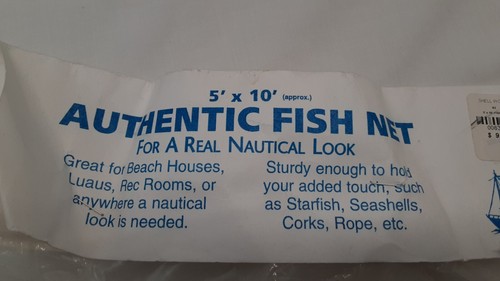 5' x 10' (approx.)
AUTHENTIC FISH NET
FOR A REAL NAUTICAL LOOK
Great for Beach Houses,
Luaus, Rec Rooms, or
anywhere a nautical
look is needed.
Sturdy enough to hold
your added touch, such
as Starfish, Seashells,
Corks, Rope, etc.
$ 9